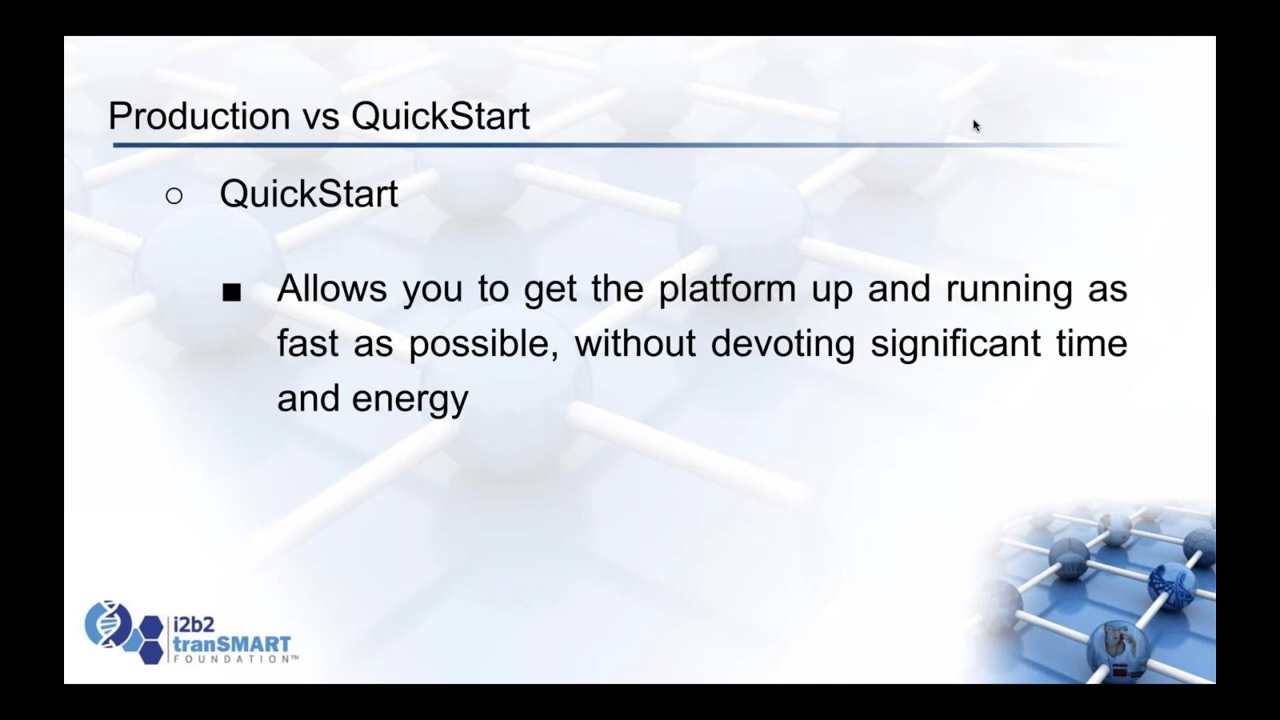 Production vs QuickStart
○ QuickStart
■ Allows you to get the platform up and running as
fast as possible, without devoting significant time
and energy
i2b2
tranSMART
FOUNDATION™